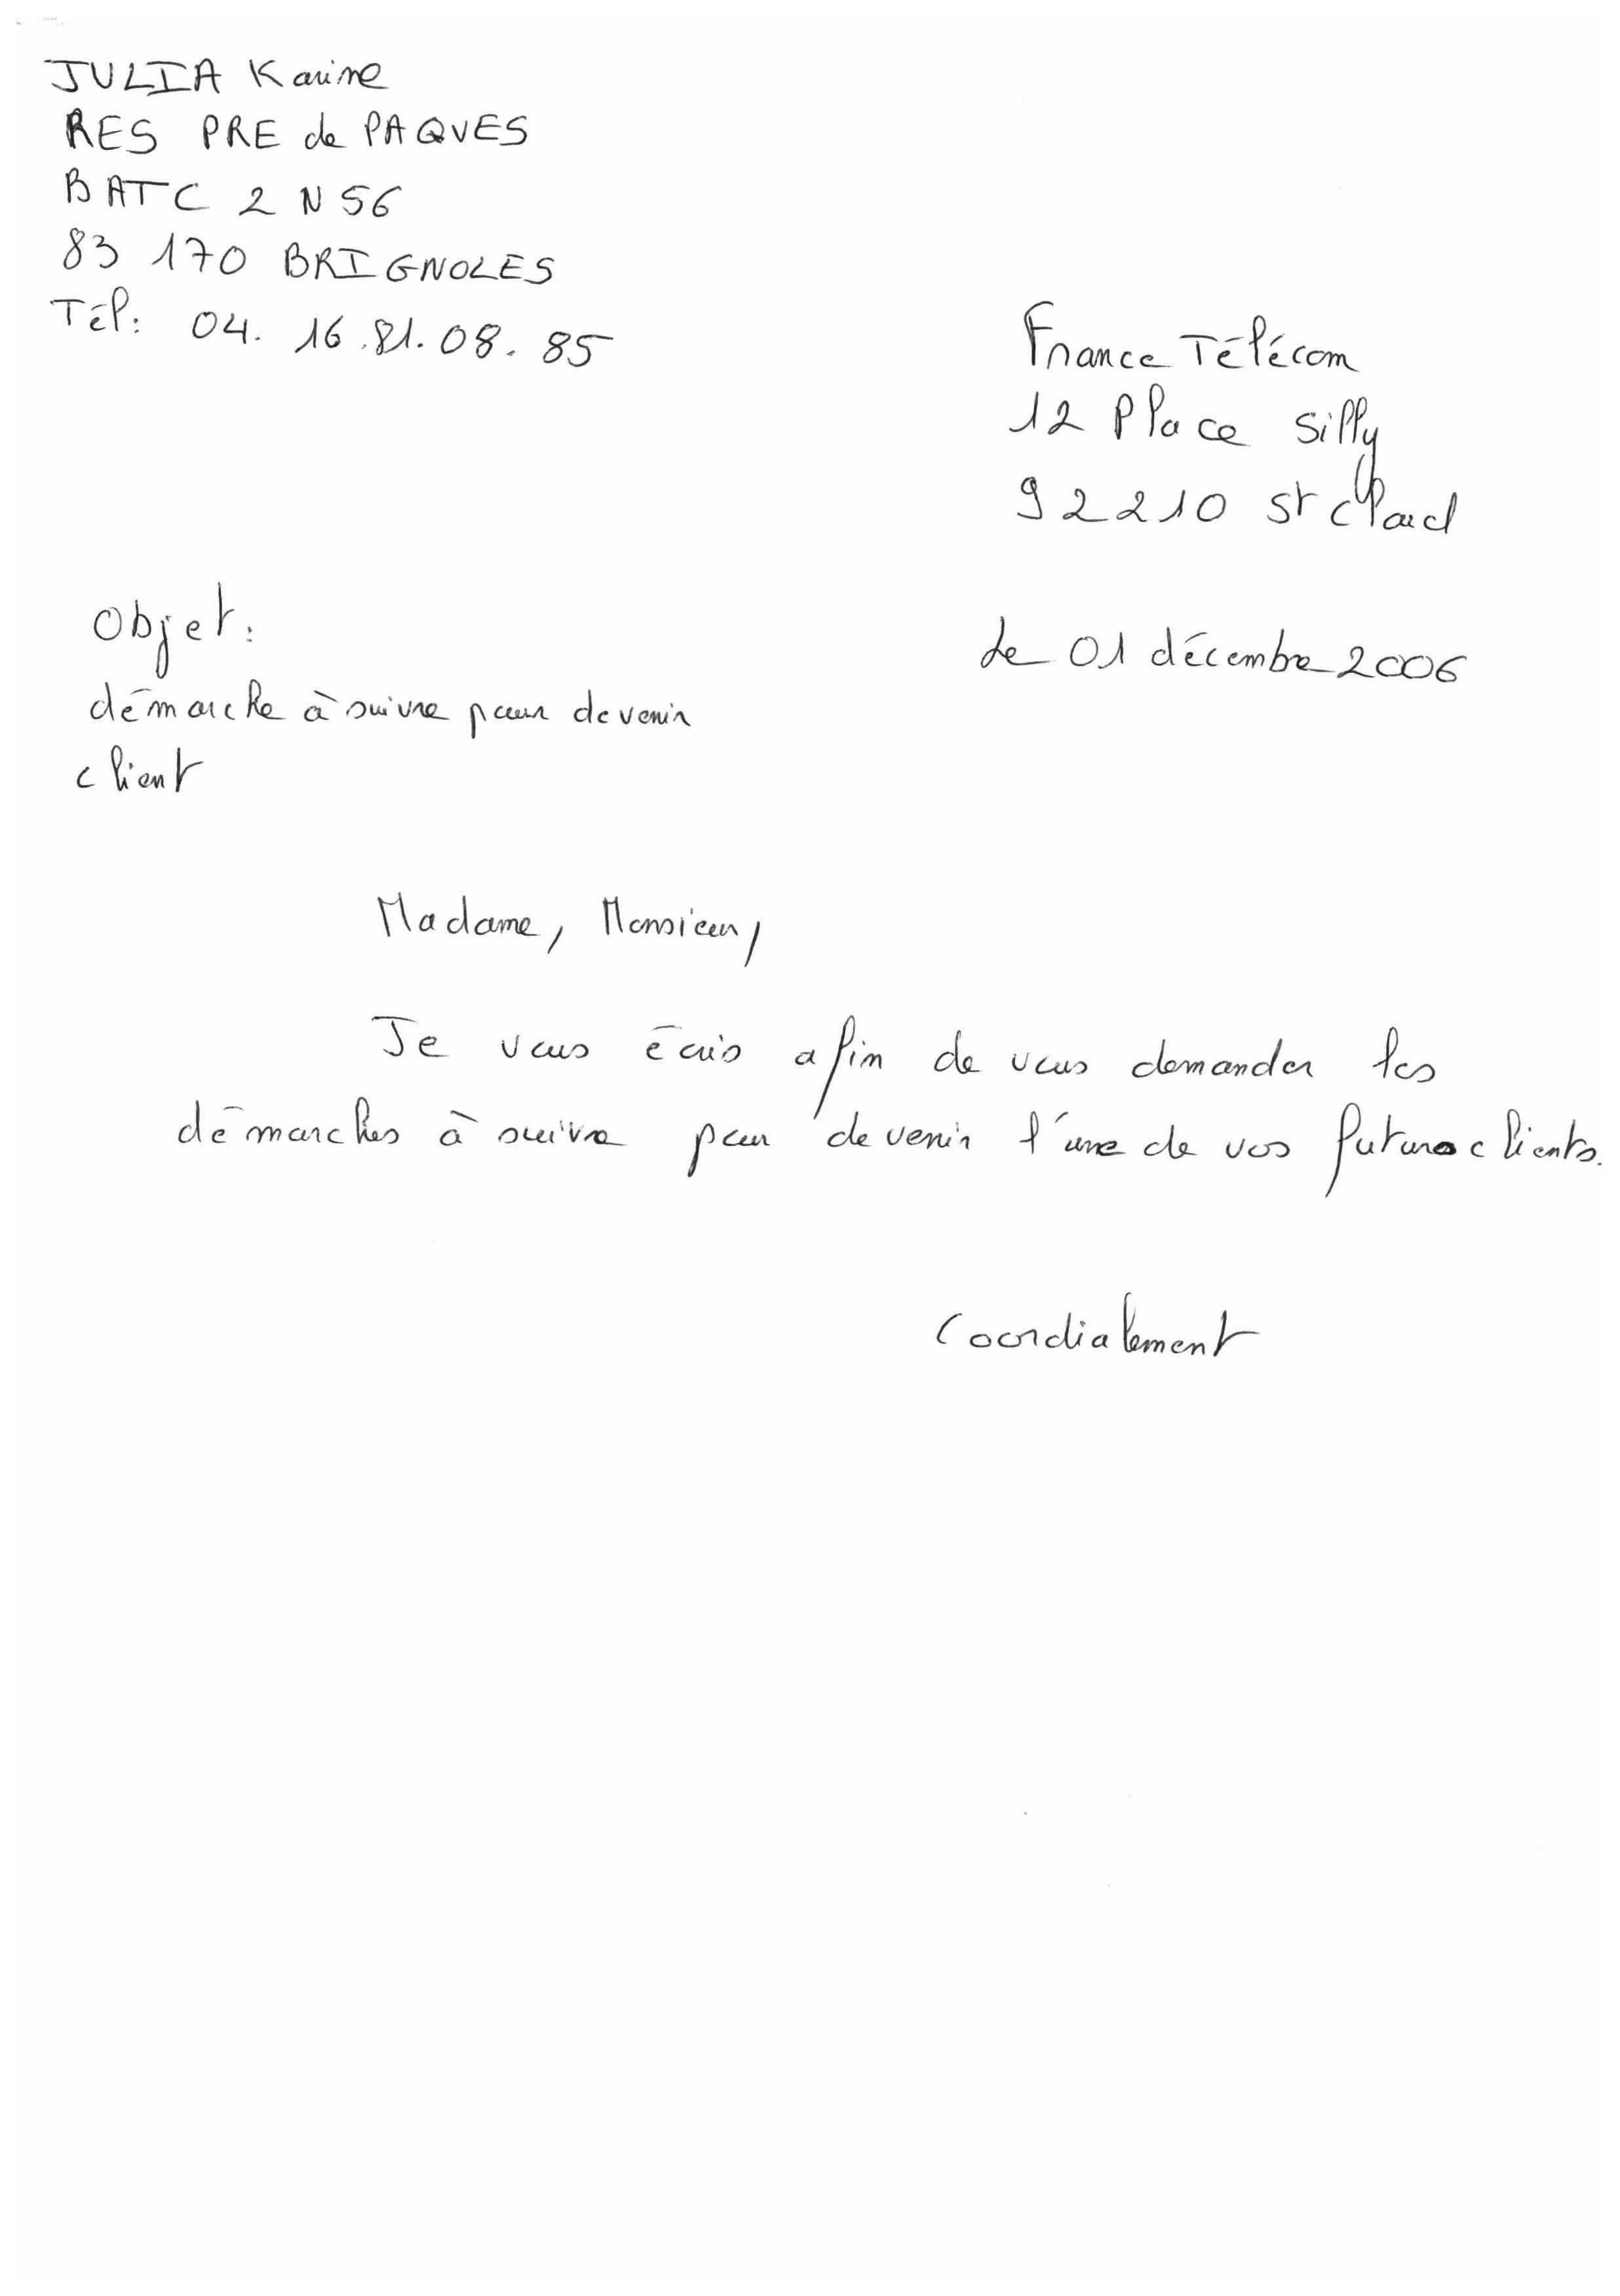 JULIA Karine
RES PRE de PAQUES
BAT C 2 N 56
83 170 BRIGNOLES
Tél: 04. 16.81.08.85
France Télécom
12 Place Silly
92210 St Cloud
Objet:
Le 01 décembre 2006
démarche à suivre pour devenir
client
Madame, Monsieur,
Je vous écris afin de vous demander les
démarches à suivre pour devenir l'une de vos futurs clients.
Coordialement